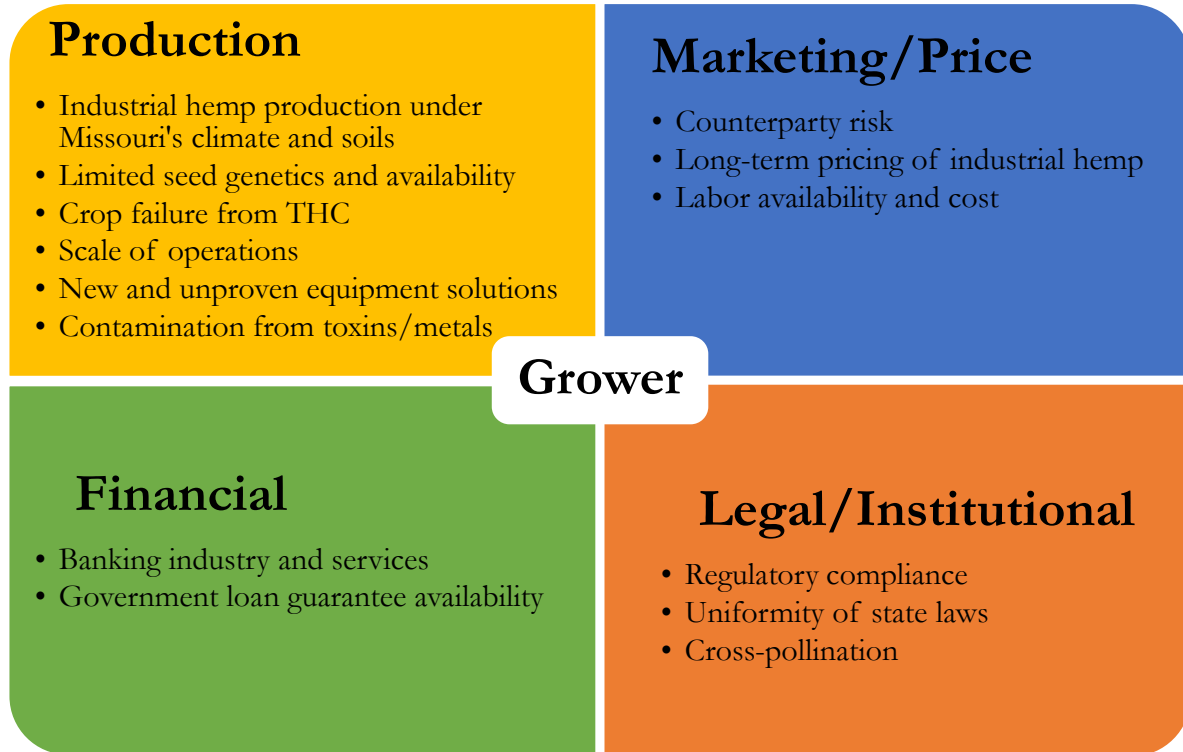 Production
• Industrial hemp production under
Missouri's climate and soils
• Limited seed genetics and availability
• Crop failure from THC
• Scale of operations
• New and unproven equipment solutions
• Contamination from toxins/metals
Marketing/Price
• Counterparty risk
• Long-term pricing of industrial hemp
• Labor availability and cost
Grower
Financial
• Banking industry and services
• Government loan guarantee availability
Legal/Institutional
• Regulatory compliance
• Uniformity of state laws
• Cross-pollination